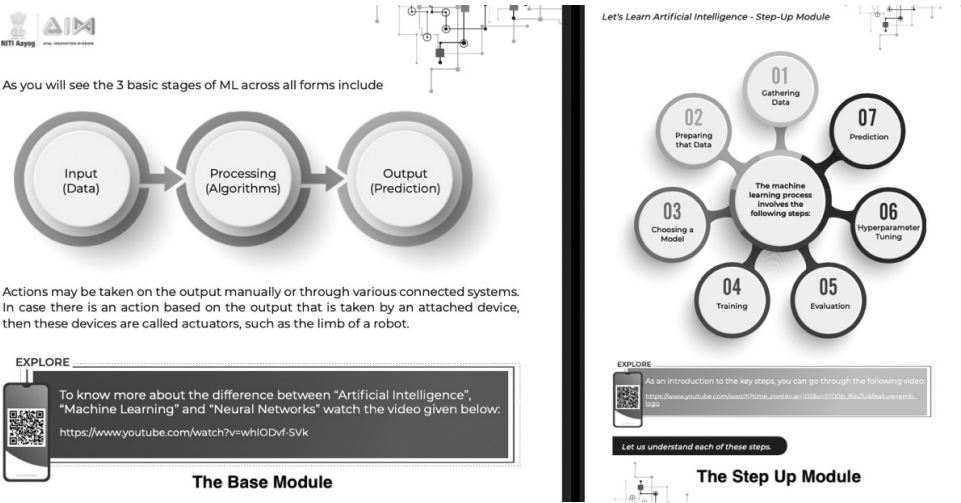 NITI Aayog
AIM
ATAL INNOVATION MISSION
As you will see the 3 basic stages of ML across all forms include
Input
(Data)
Processing
(Algorithms)
Output
(Prediction)
Actions may be taken on the output manually or through various connected systems.
In case there is an action based on the output that is taken by an attached device,
then these devices are called actuators, such as the limb of a robot.
EXPLORE
To know more about the difference between “Artificial Intelligence”,
“Machine Learning” and “Neural Networks” watch the video given below:
https://www.youtube.com/watch?v=whlODvf-SVk
The Base Module
Let's Learn Artificial Intelligence - Step-Up Module
01
Gathering
Data
02
Preparing
that Data
03
Choosing a
Model
04
Training
05
Evaluation
06
Hyperparameter
Tuning
07
Prediction
The machine
learning process
involves the
following steps:
EXPLORE
As an introduction to the key steps, you can go through the following video:
logo
Let us understand each of these steps.
The Step Up Module